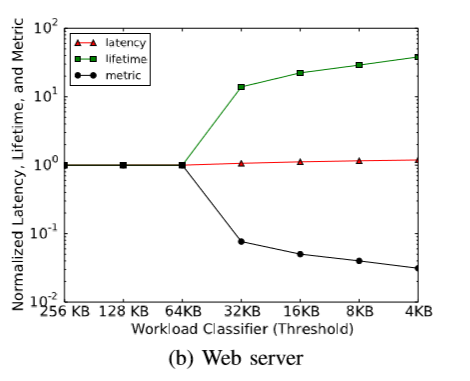 10^2
latency
lifetime
metric
10^1
10^0
10^-1
10^-2
Normalized Latency, Lifetime, and Metric
256 KB 128 KB 64KB 32KB 16KB 8KB 4KB
Workload Classifier (Threshold)
(b) Web server